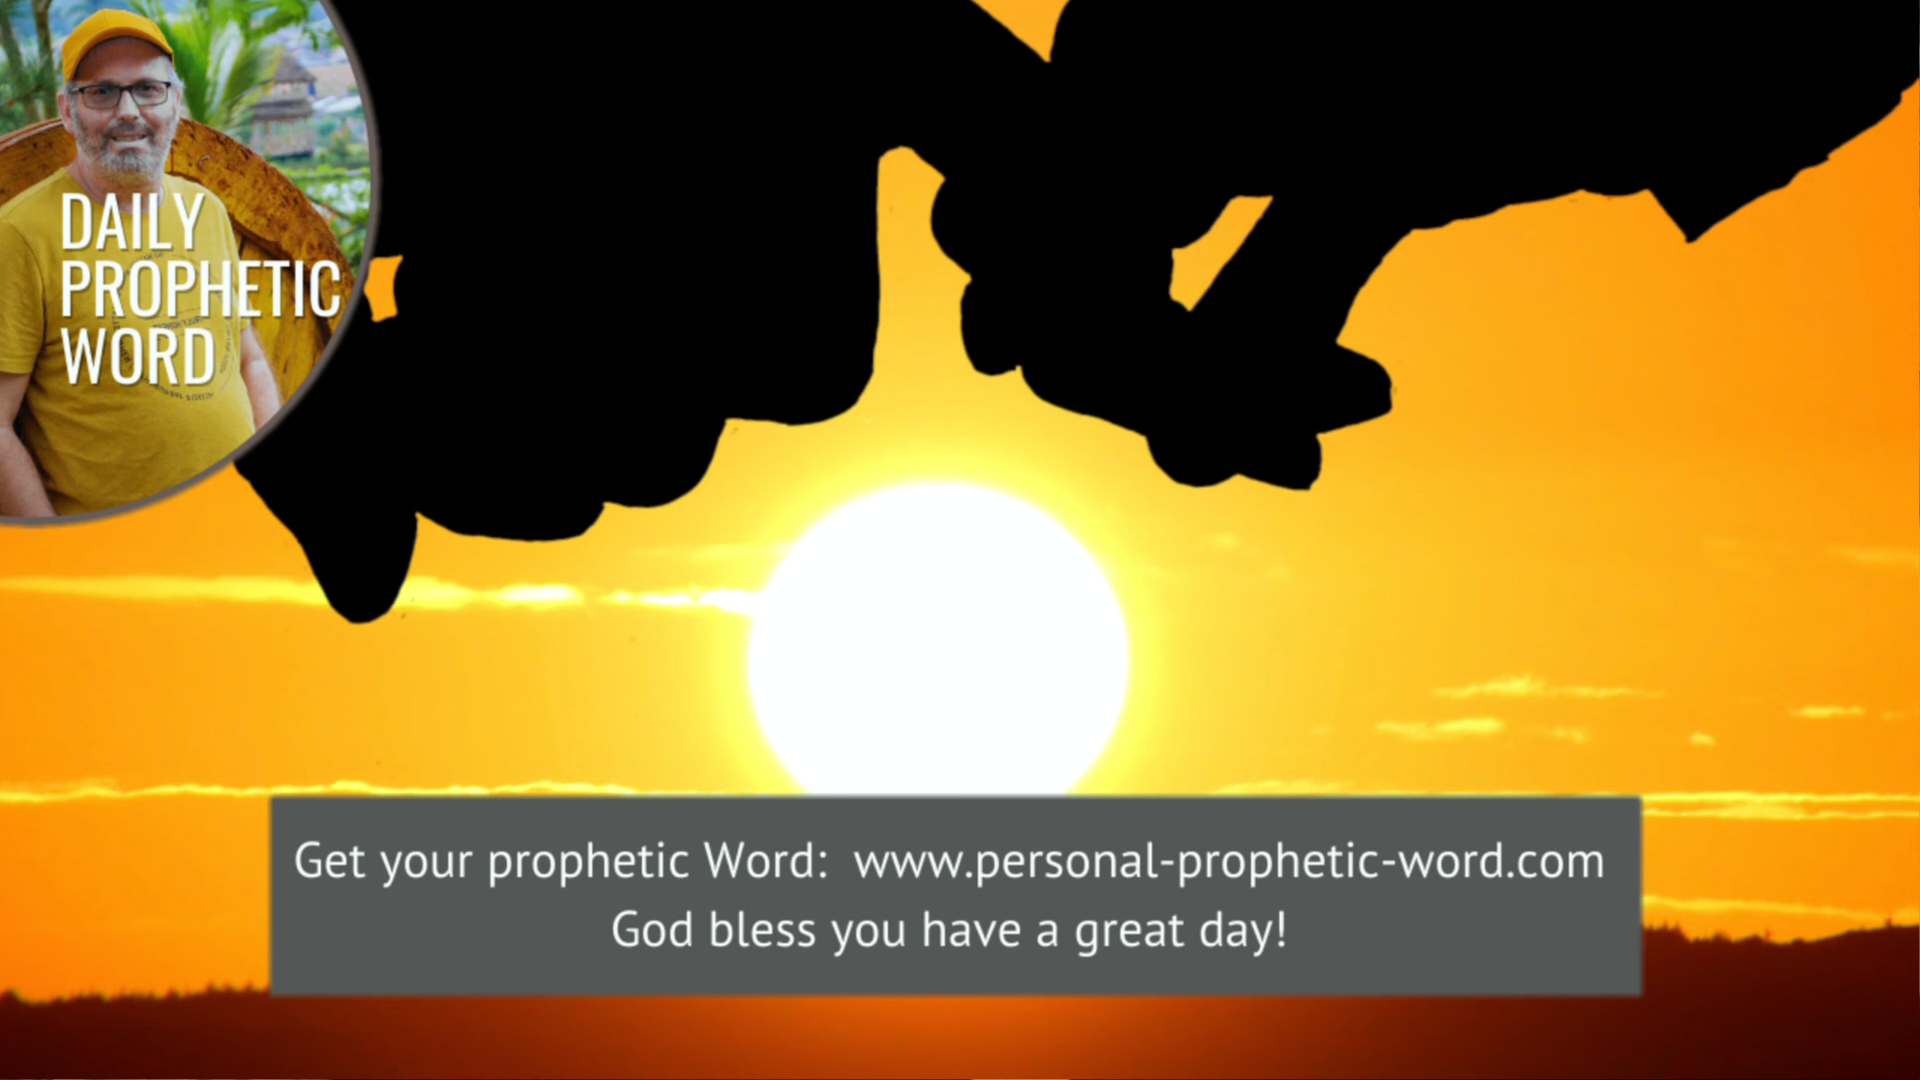 DAILY
PROPHETIC
WORD
Get your prophetic Word:  www.personal-prophetic-word.com
God bless you have a great day!